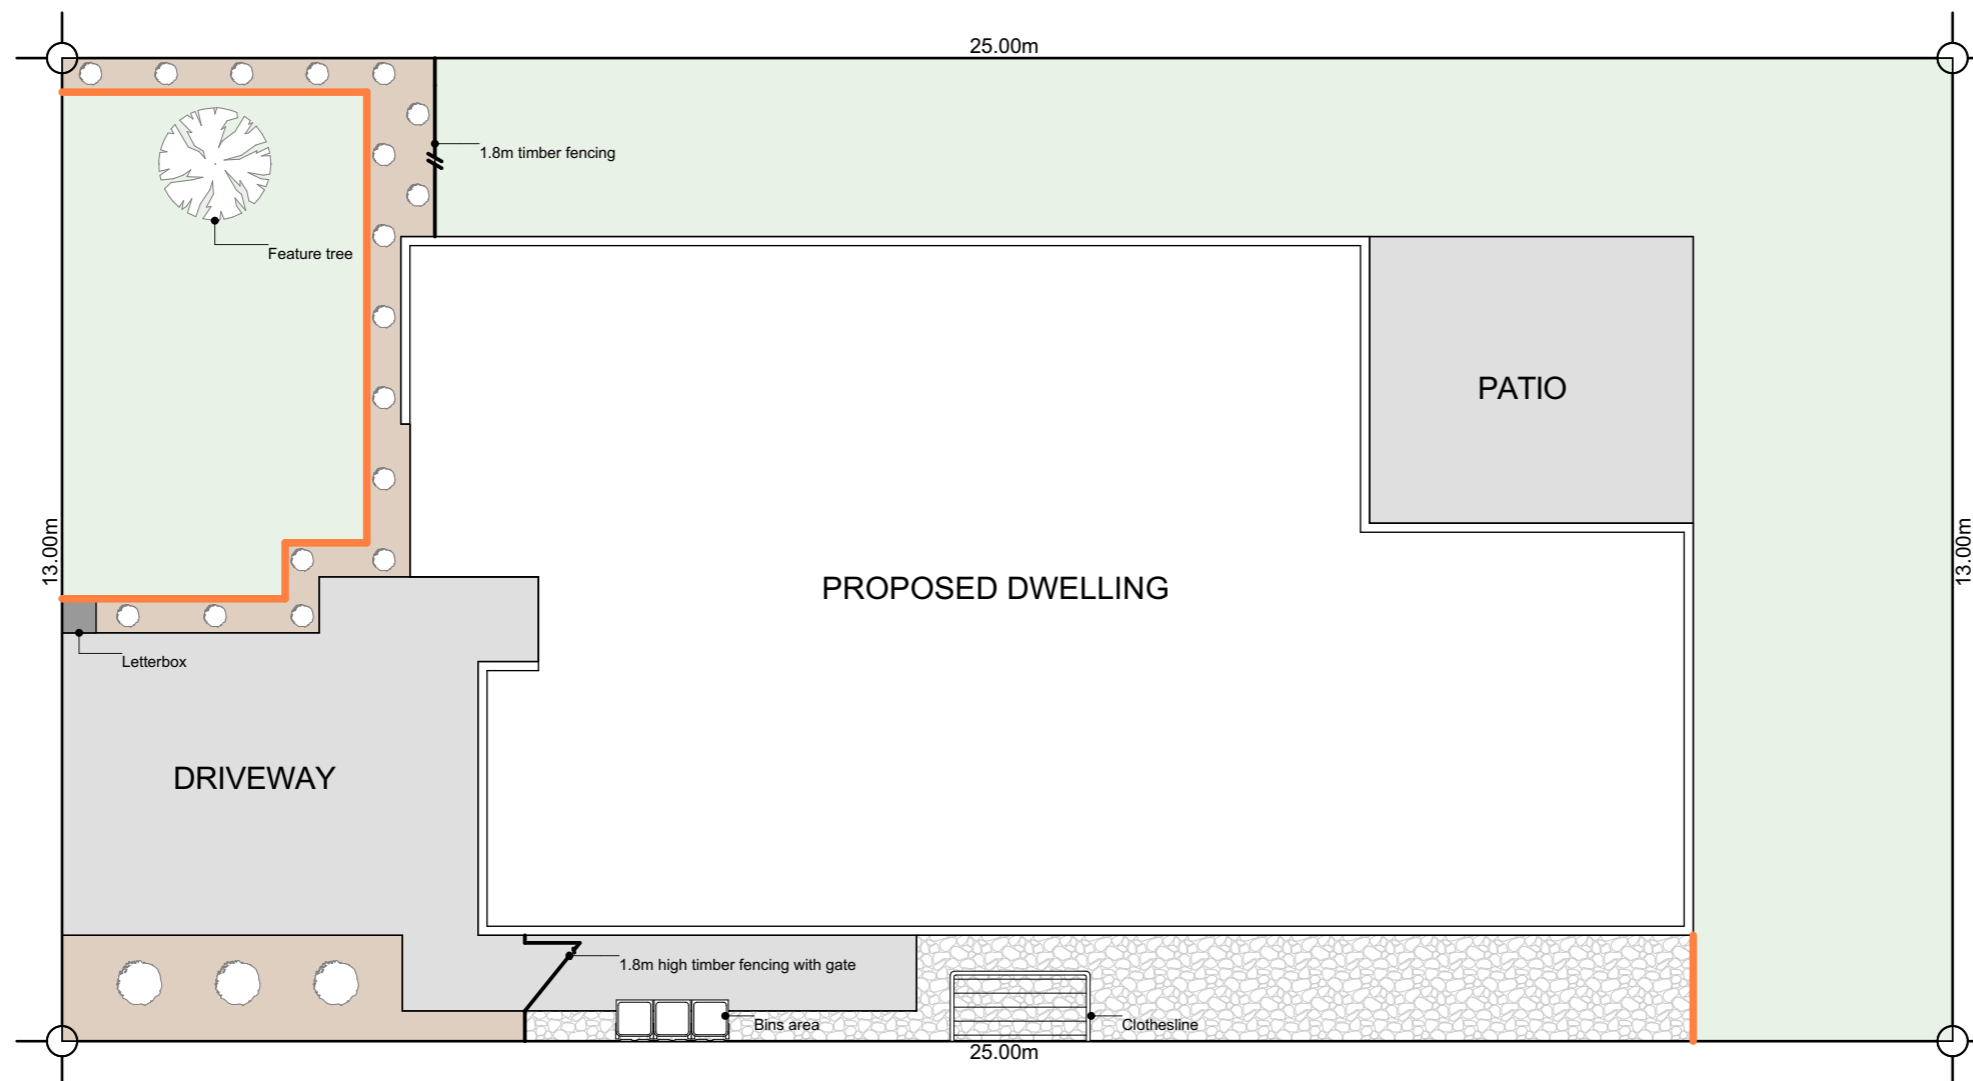 25.00m
1.8m timber fencing
Feature tree
PATIO
13.00m
13.00m
PROPOSED DWELLING
Letterbox
DRIVEWAY
1.8m high timber fencing with gate
Bins area
Clothesline
25.00m